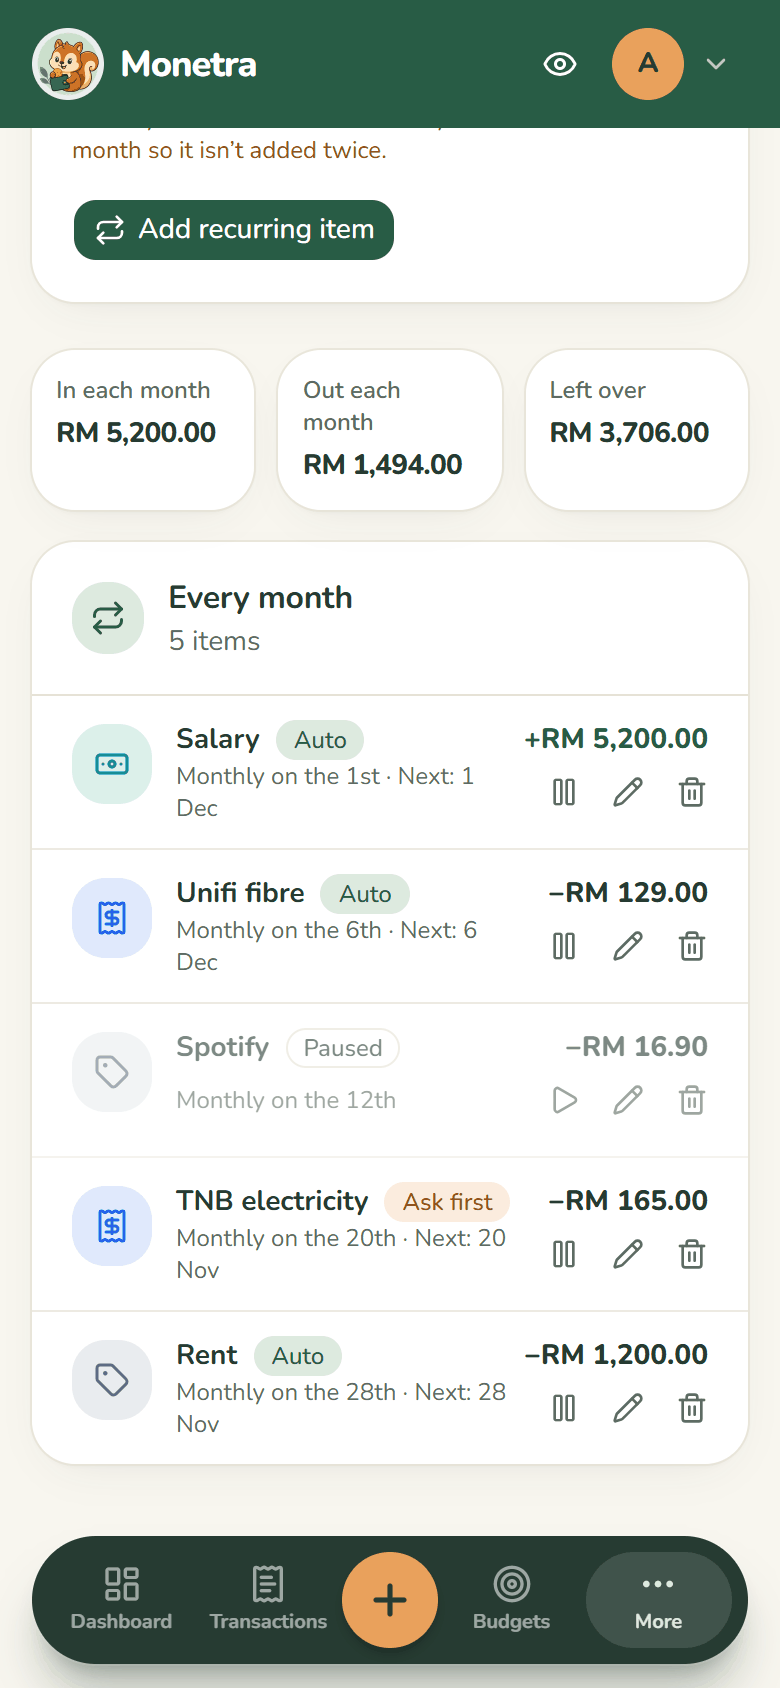 Monetra
A
month so it isn’t added twice.
Add recurring item
In each month
RM 5,200.00
Out each
month
RM 1,494.00
Left over
RM 3,706.00
Every month
5 items
Salary Auto +RM 5,200.00
Monthly on the 1st · Next: 1
Dec
Unifi fibre Auto −RM 129.00
Monthly on the 6th · Next: 6
Dec
Spotify Paused −RM 16.90
Monthly on the 12th
TNB electricity Ask first −RM 165.00
Monthly on the 20th · Next: 20
Nov
Rent Auto −RM 1,200.00
Monthly on the 28th · Next: 28
Nov
Dashboard Transactions Budgets More